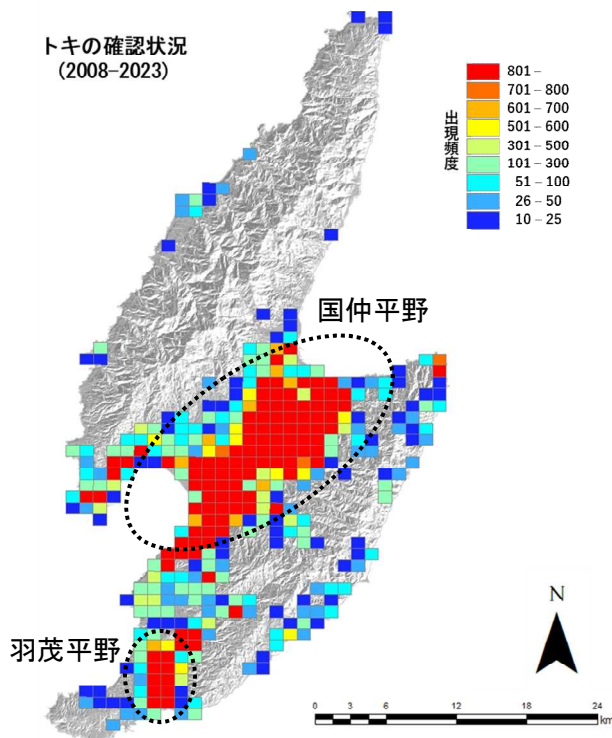 トキの確認状況
(2008-2023)
出現頻度
801 –
701 – 800
601 – 700
501 – 600
301 – 500
101 – 300
51 – 100
26 – 50
10 – 25
国仲平野
羽茂平野
N
0 3 6 12 18 24
km